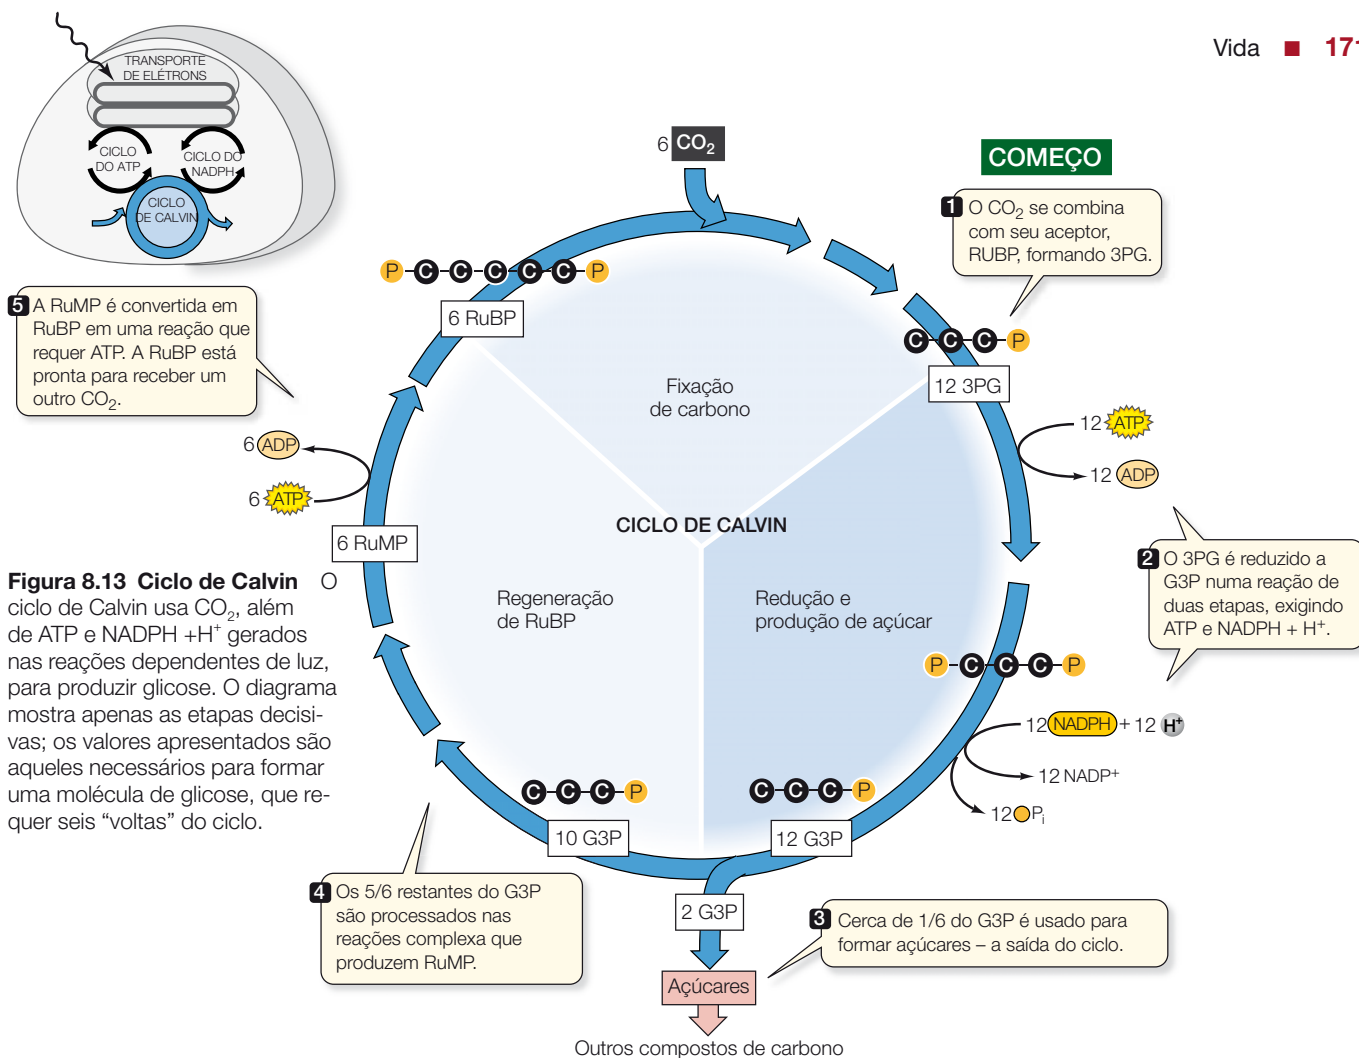 Vida ■ 171
TRANSPORTE
DE ELÉTRONS
CICLO
DO ATP
CICLO DO
NADPH
CICLO
DE CALVIN
6 CO₂
COMEÇO
1 O CO₂ se combina
com seu aceptor,
RUBP, formando 3PG.
P C C C C C P
6 RuBP
5 A RuMP é convertida em
RuBP em uma reação que
requer ATP. A RuBP está
pronta para receber um
outro CO₂.
C C C P
12 3PG
Fixação
de carbono
12 ATP
12 ADP
6 ADP
6 ATP
6 RuMP
CICLO DE CALVIN
2 O 3PG é reduzido a
G3P numa reação de
duas etapas, exigindo
ATP e NADPH + H⁺.
Figura 8.13 Ciclo de Calvin O
ciclo de Calvin usa CO₂, além
de ATP e NADPH +H⁺ gerados
nas reações dependentes de luz,
para produzir glicose. O diagrama
mostra apenas as etapas decisi-
vas; os valores apresentados são
aqueles necessários para formar
uma molécula de glicose, que re-
quer seis “voltas” do ciclo.
Regeneração
de RuBP
Redução e
produção de açúcar
P C C C P
12 NADPH + 12 H⁺
12 NADP⁺
12 Pᵢ
C C C P
10 G3P
C C C P
12 G3P
4 Os 5/6 restantes do G3P
são processados nas
reações complexa que
produzem RuMP.
2 G3P
3 Cerca de 1/6 do G3P é usado para
formar açúcares – a saída do ciclo.
Açúcares
Outros compostos de carbono